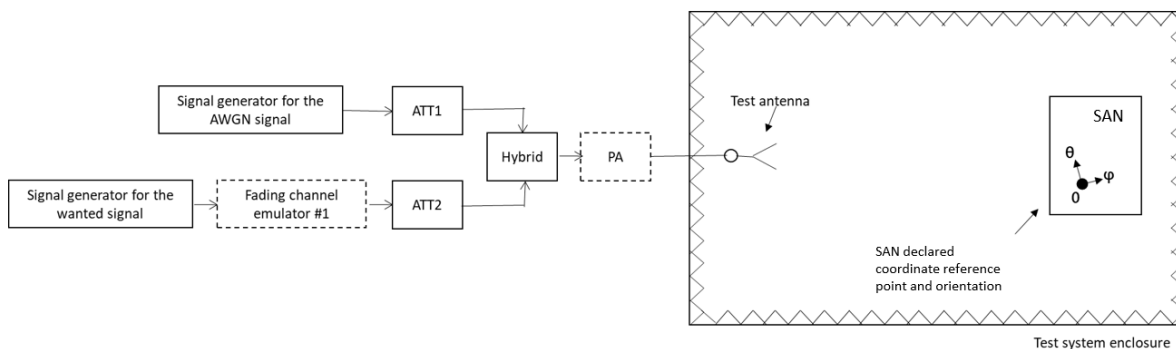 Signal generator for the
AWGN signal
ATT1
Hybrid
PA
Signal generator for the
wanted signal
Fading channel
emulator #1
ATT2
Test antenna
SAN
θ
φ
0
SAN declared
coordinate reference
point and orientation
Test system enclosure